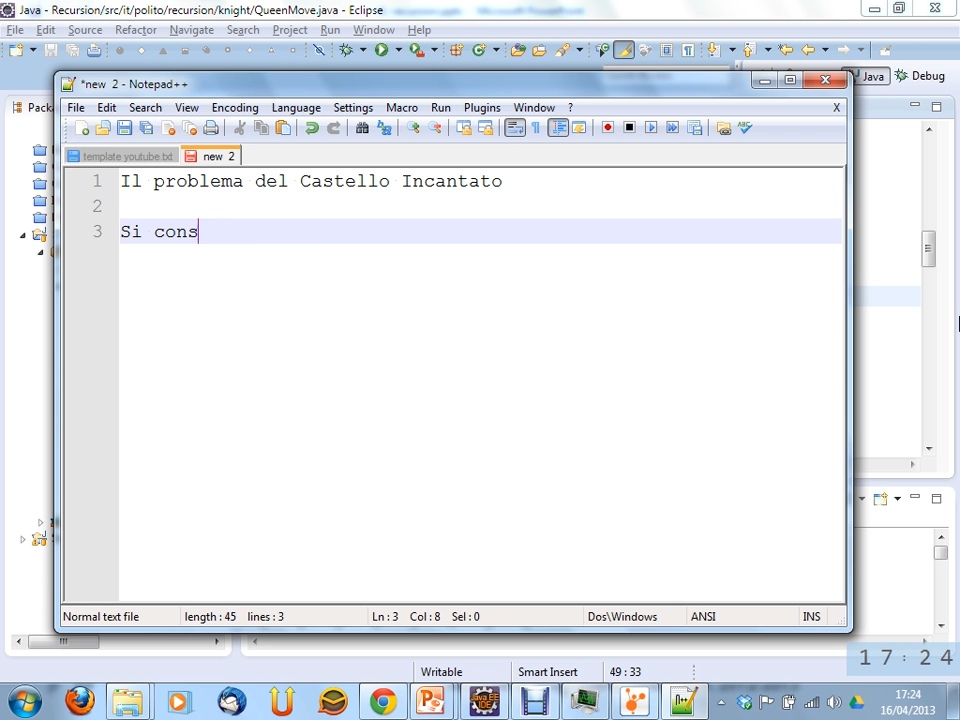 Java - Recursion/src/it/polito/recursion/knight/QueenMove.java - Eclipse
File Edit Source Refactor Navigate Search Project Run Window Help
Java Debug
*new 2 - Notepad++
File Edit Search View Encoding Language Settings Macro Run Plugins Window ? X
template youtube.txt new 2
1 Il problema del Castello Incantato
2
3 Si cons
Normal text file length : 45 lines : 3 Ln : 3 Col : 8 Sel : 0 Dos\Windows ANSI INS
17:24
Writable Smart Insert 49 : 33
17:24
16/04/2013